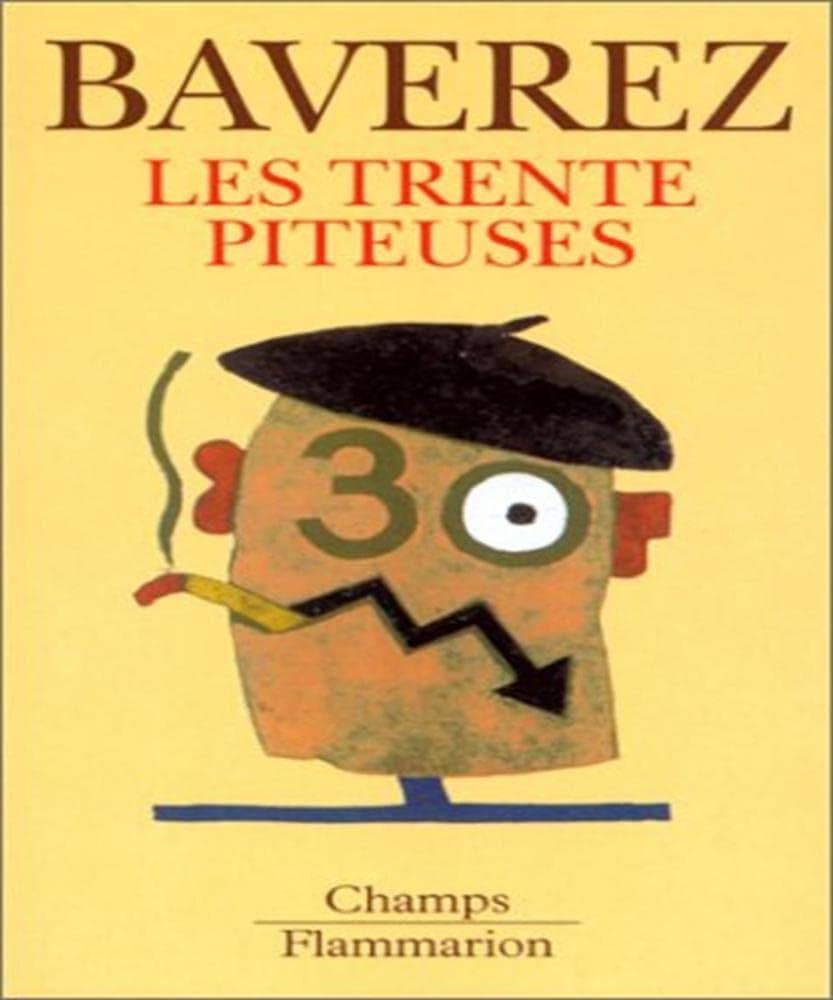 BAVEREZ
LES TRENTE
PITEUSES
30
Champs
Flammarion